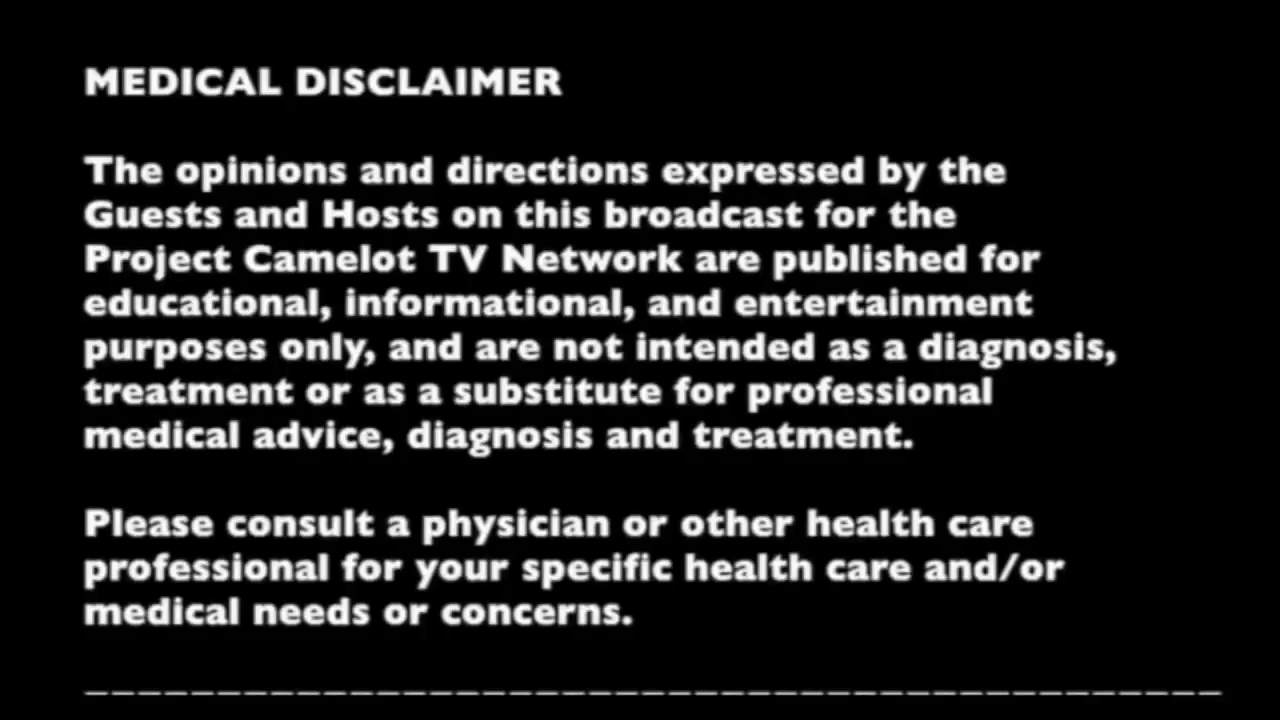 MEDICAL DISCLAIMER
The opinions and directions expressed by the
Guests and Hosts on this broadcast for the
Project Camelot TV Network are published for
educational, informational, and entertainment
purposes only, and are not intended as a diagnosis,
treatment or as a substitute for professional
medical advice, diagnosis and treatment.
Please consult a physician or other health care
professional for your specific health care and/or
medical needs or concerns.